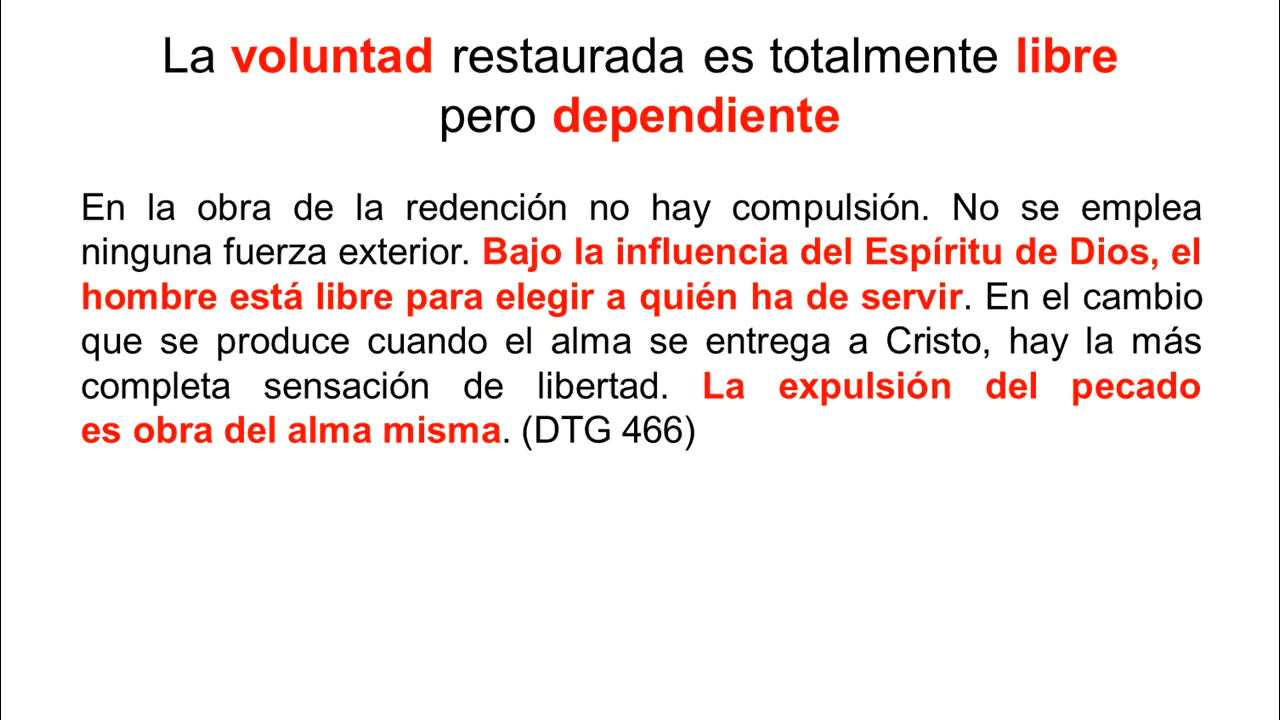 La voluntad restaurada es totalmente libre
pero dependiente
En la obra de la redención no hay compulsión. No se emplea
ninguna fuerza exterior. Bajo la influencia del Espíritu de Dios, el
hombre está libre para elegir a quién ha de servir. En el cambio
que se produce cuando el alma se entrega a Cristo, hay la más
completa sensación de libertad. La expulsión del pecado
es obra del alma misma. (DTG 466)